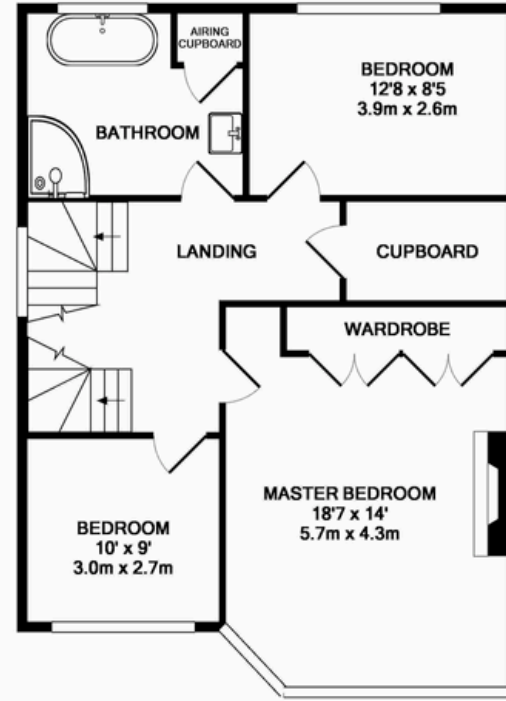 AIRING
CUPBOARD
BEDROOM
12'8 x 8'5
3.9m x 2.6m
BATHROOM
LANDING
CUPBOARD
WARDROBE
MASTER BEDROOM
18'7 x 14'
5.7m x 4.3m
BEDROOM
10' x 9'
3.0m x 2.7m